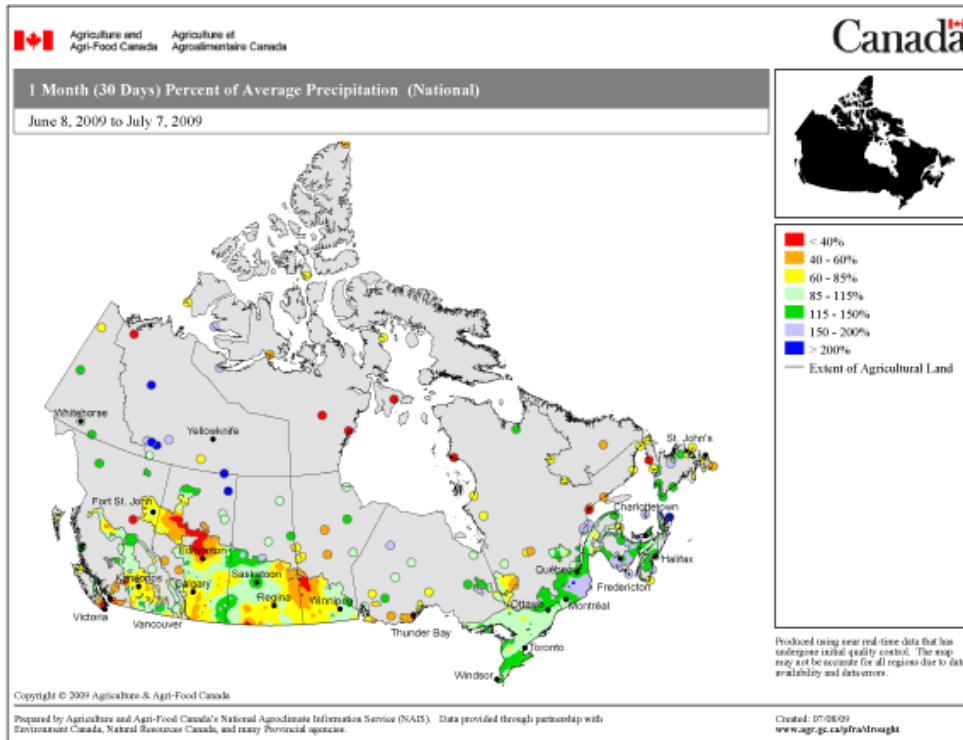 Agriculture and Agri-Food Canada
Agriculture et Agroalimentaire Canada
Canada
1 Month (30 Days) Percent of Average Precipitation (National)
June 8, 2009 to July 7, 2009
< 40%
40 - 60%
60 - 85%
85 - 115%
115 - 150%
150 - 200%
> 200%
Extent of Agricultural Land
Whitehorse
Yellowknife
St. John's
Fort St. John
Charlottetown
Edmonton
Québec
Halifax
Kamloops
Calgary
Saskatoon
Fredericton
Regina
Winnipeg
Ottawa
Montréal
Victoria
Vancouver
Thunder Bay
Toronto
Windsor
Produced using near real-time data that has
undergone initial quality control. The map
may not be accurate for all regions due to data
availability and data errors.
Copyright © 2009 Agriculture & Agri-Food Canada
Prepared by Agriculture and Agri-Food Canada's National Agroclimate Information Service (NAIS). Data provided through partnership with
Environment Canada, Natural Resources Canada, and many Provincial agencies.
Created: 07/08/09
www.agr.gc.ca/pfra/drought